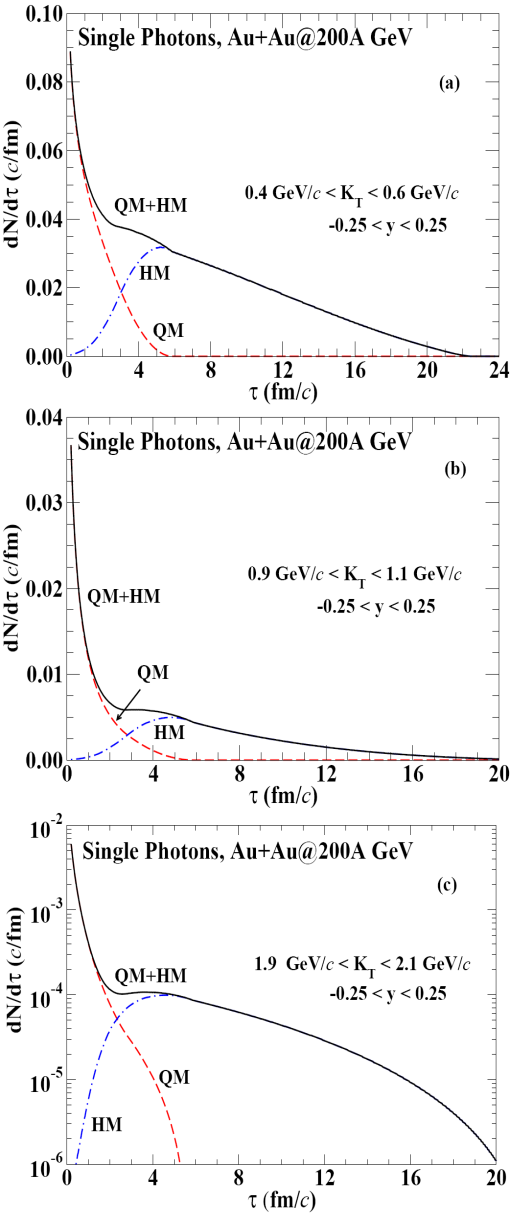 Single Photons, Au+Au@200A GeV
(a)
0.4 GeV/c < K_T < 0.6 GeV/c
-0.25 < y < 0.25
QM+HM
HM
QM
0.10
0.08
0.06
0.04
0.02
0.00
dN/dτ (c/fm)
0 4 8 12 16 20 24
τ (fm/c)
Single Photons, Au+Au@200A GeV
(b)
0.9 GeV/c < K_T < 1.1 GeV/c
-0.25 < y < 0.25
QM+HM
QM
HM
0.04
0.03
0.02
0.01
0.00
dN/dτ (c/fm)
0 4 8 12 16 20
τ (fm/c)
Single Photons, Au+Au@200A GeV
(c)
1.9 GeV/c < K_T < 2.1 GeV/c
-0.25 < y < 0.25
QM+HM
QM
HM
10^-2
10^-3
10^-4
10^-5
10^-6
dN/dτ (c/fm)
0 4 8 12 16 20
τ (fm/c)